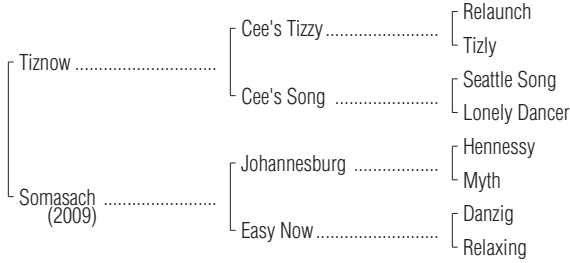 Relaunch
Cee's Tizzy
Tizly
Tiznow
Seattle Song
Cee's Song
Lonely Dancer
Hennessy
Johannesburg
Myth
Somasach
(2009)
Danzig
Easy Now
Relaxing